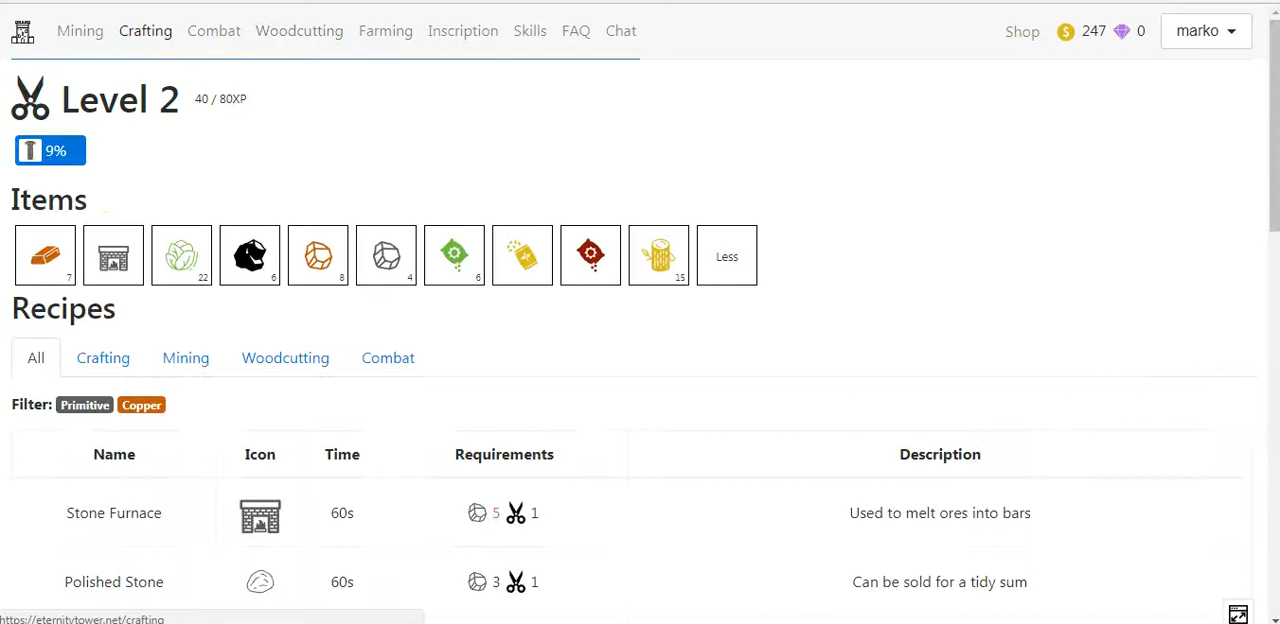 Mining Crafting Combat Woodcutting Farming Inscription Skills FAQ Chat Shop $ 247 0 marko
Level 2 40 / 80XP
9%
Items
7 22 6 8 4 6 15 Less
Recipes
All Crafting Mining Woodcutting Combat
Filter: Primitive Copper
Name Icon Time Requirements Description
Stone Furnace 60s 5 1 Used to melt ores into bars
Polished Stone 60s 3 1 Can be sold for a tidy sum
https://eternitytower.net/crafting